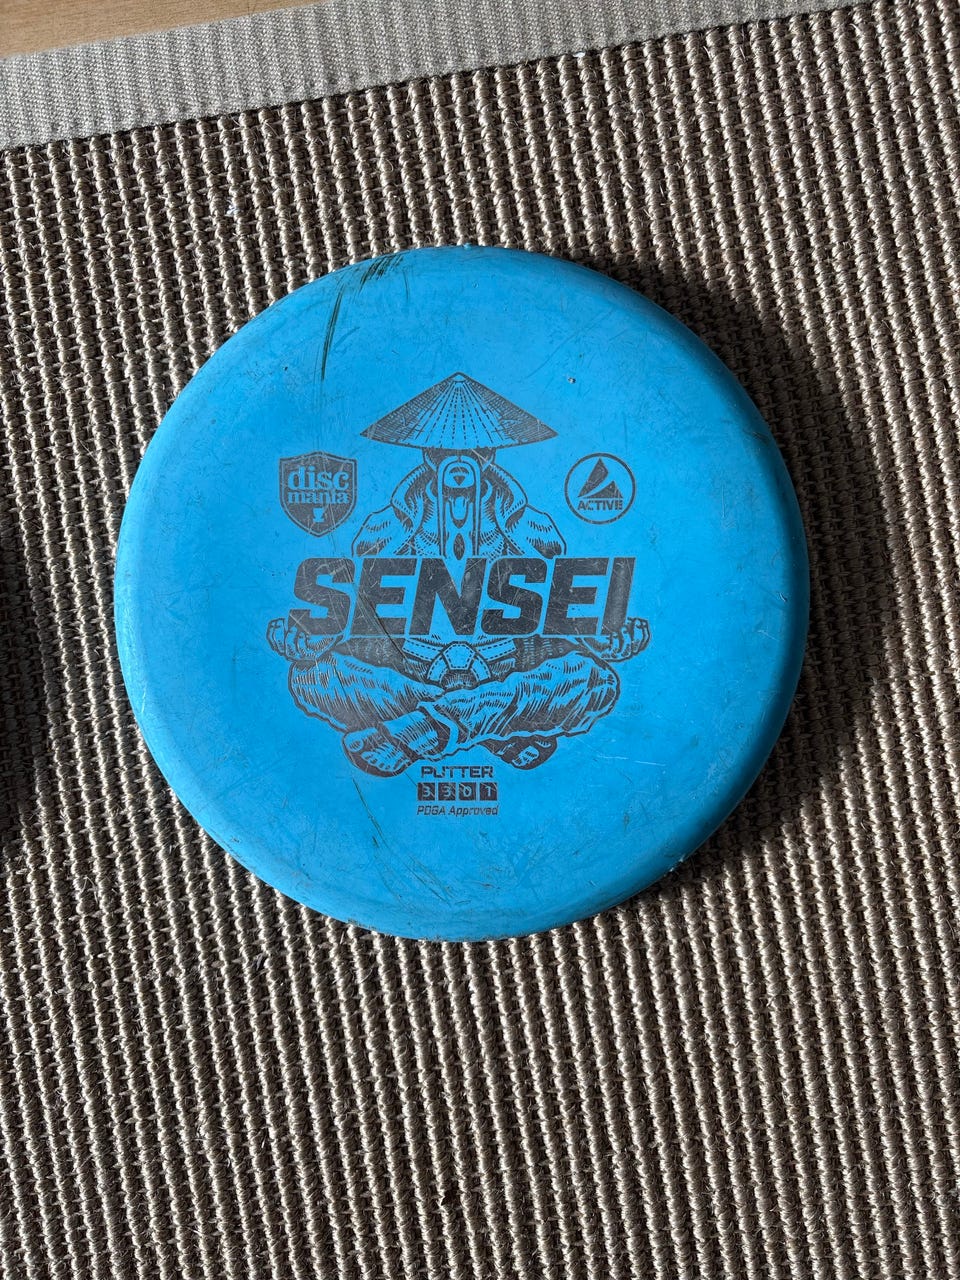 disc
mania
ACTIVE
SENSEI
PUTTER
3 3 0 1
PDGA Approved